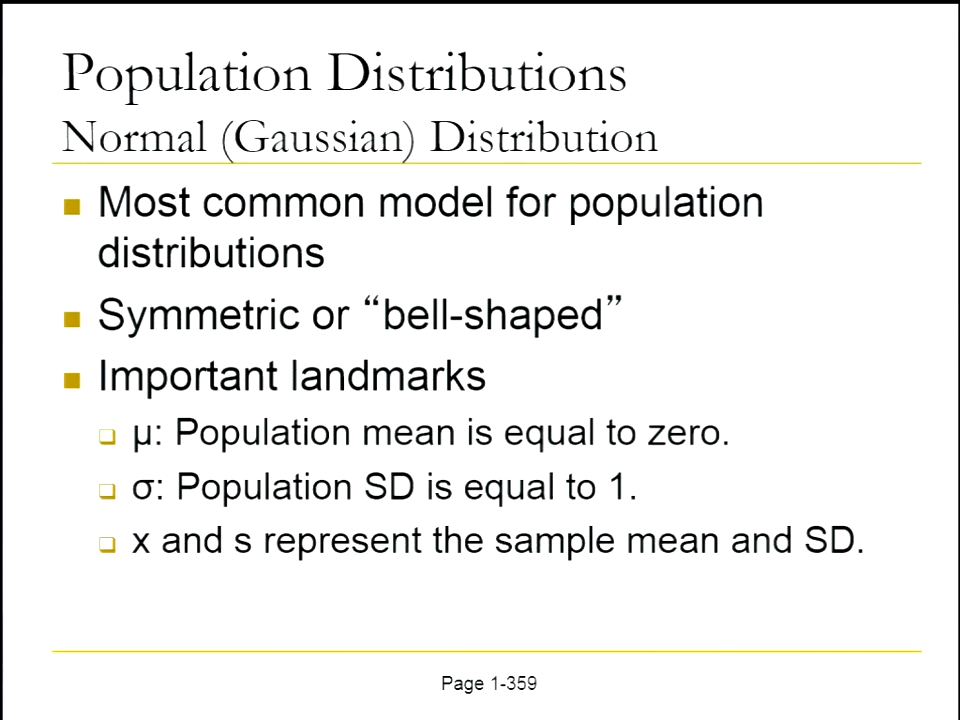 Population Distributions
Normal (Gaussian) Distribution
Most common model for population
distributions
Symmetric or “bell-shaped”
Important landmarks
μ: Population mean is equal to zero.
σ: Population SD is equal to 1.
x and s represent the sample mean and SD.
Page 1-359